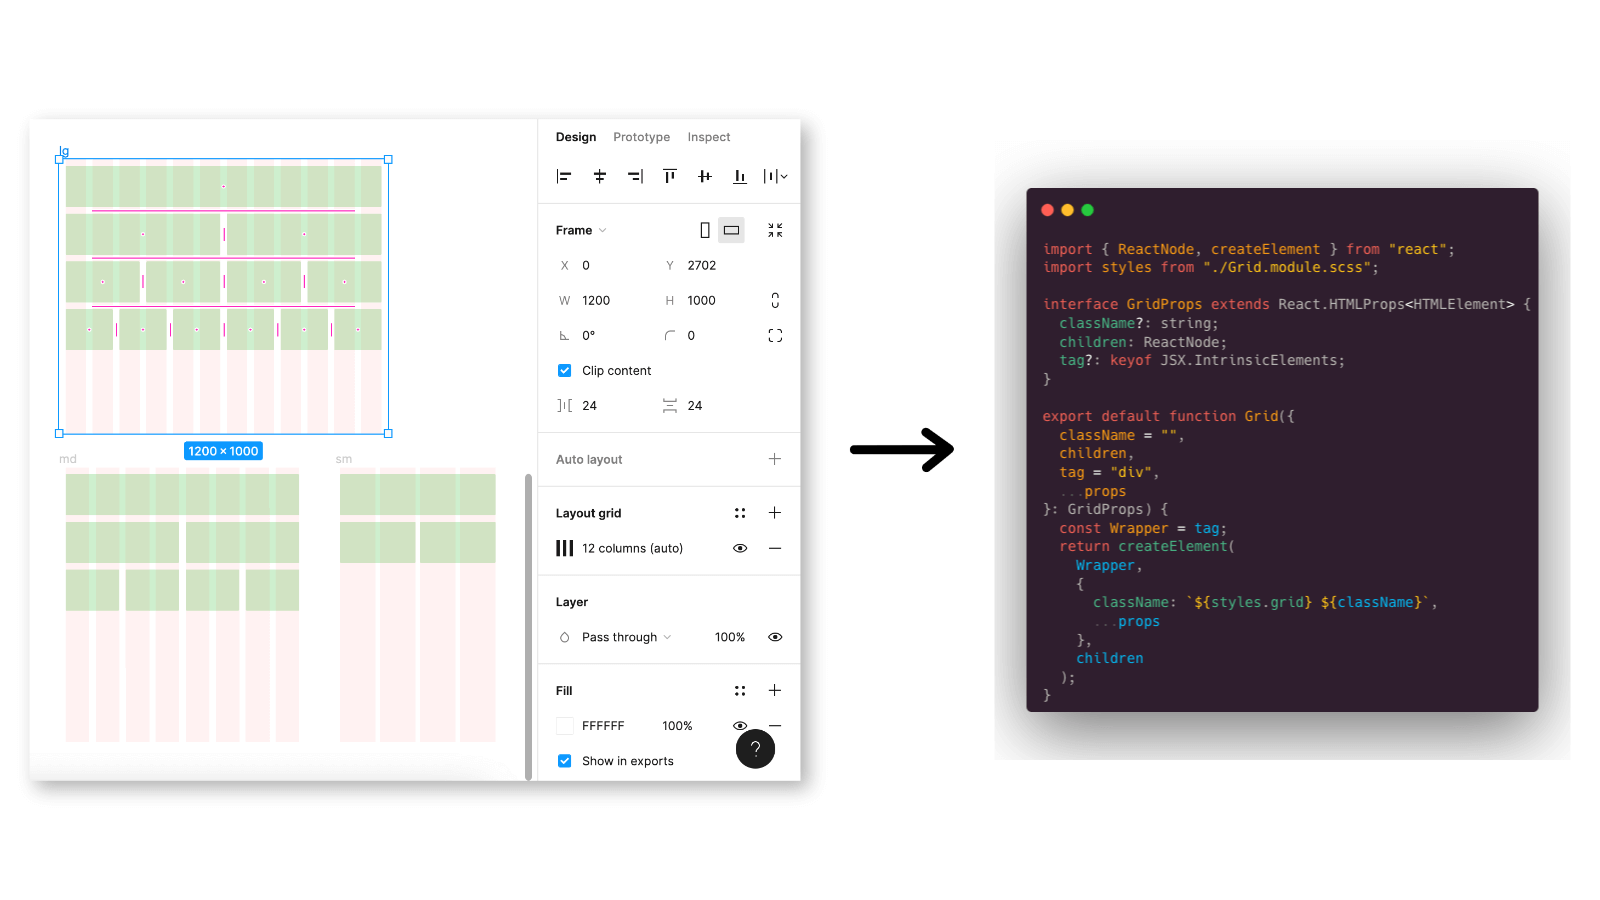 lg
1200 × 1000
md
sm
Design Prototype Inspect
Frame
X 0 Y 2702
W 1200 H 1000
0° 0
Clip content
24 24
Auto layout
Layout grid
12 columns (auto)
Layer
Pass through 100%
Fill
FFFFFF 100%
?
Show in exports
import { ReactNode, createElement } from "react";
import styles from "./Grid.module.scss";
interface GridProps extends React.HTMLProps<HTMLElement> {
className?: string;
children: ReactNode;
tag?: keyof JSX.IntrinsicElements;
}
export default function Grid({
className = "",
children,
tag = "div",
...props
}: GridProps) {
const Wrapper = tag;
return createElement(
Wrapper,
{
className: `${styles.grid} ${className}`,
...props
},
children
);
}